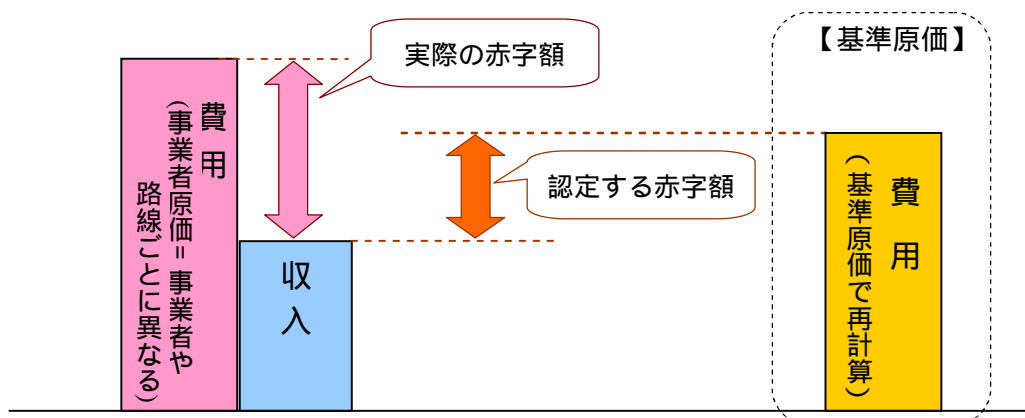 実際の赤字額
【基準原価】
費用
(事業者原価=事業者や
路線ごとに異なる)
収入
認定する赤字額
費用
(基準原価で再計算)